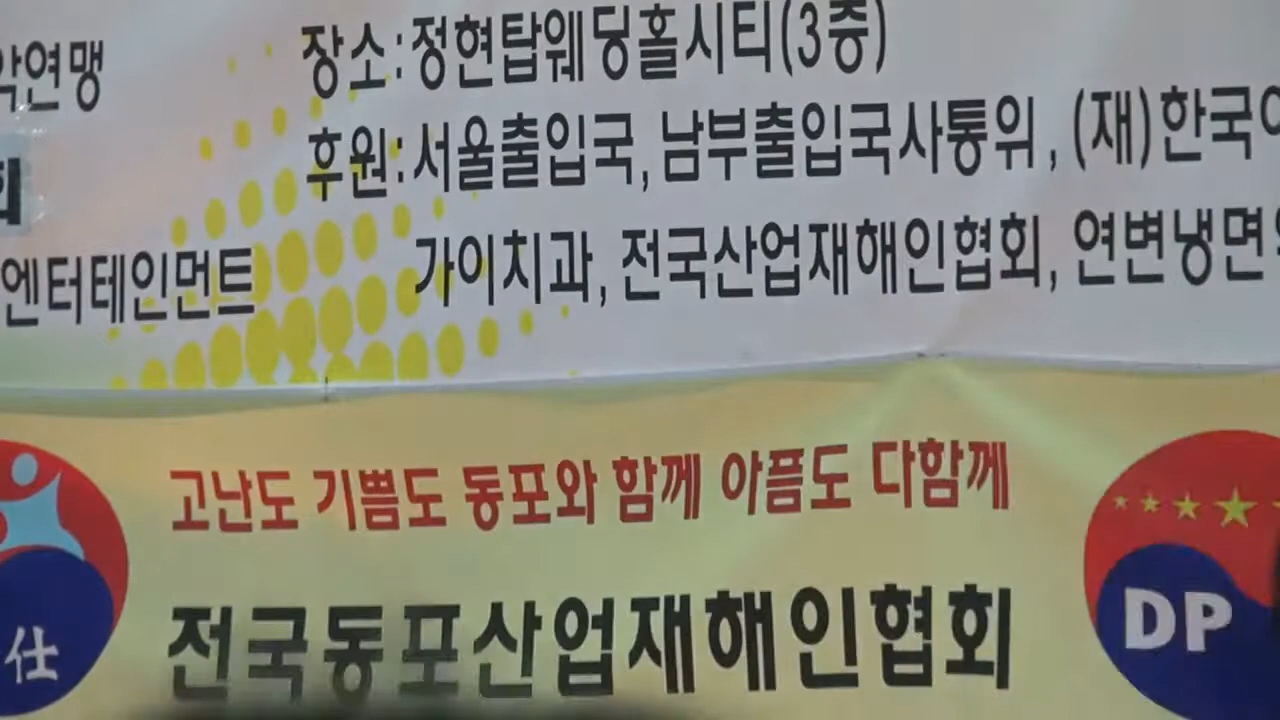 악연맹
장소:정현탑웨딩홀시티(3층)
후원:서울출입국, 남부출입국사통위, (재)한국
회
엔터테인먼트
가이치과, 전국산업재해인협회, 연변냉면
고난도 기쁨도 동포와 함께 아픔도 다함께
仕
DP
전국동포산업재해인협회